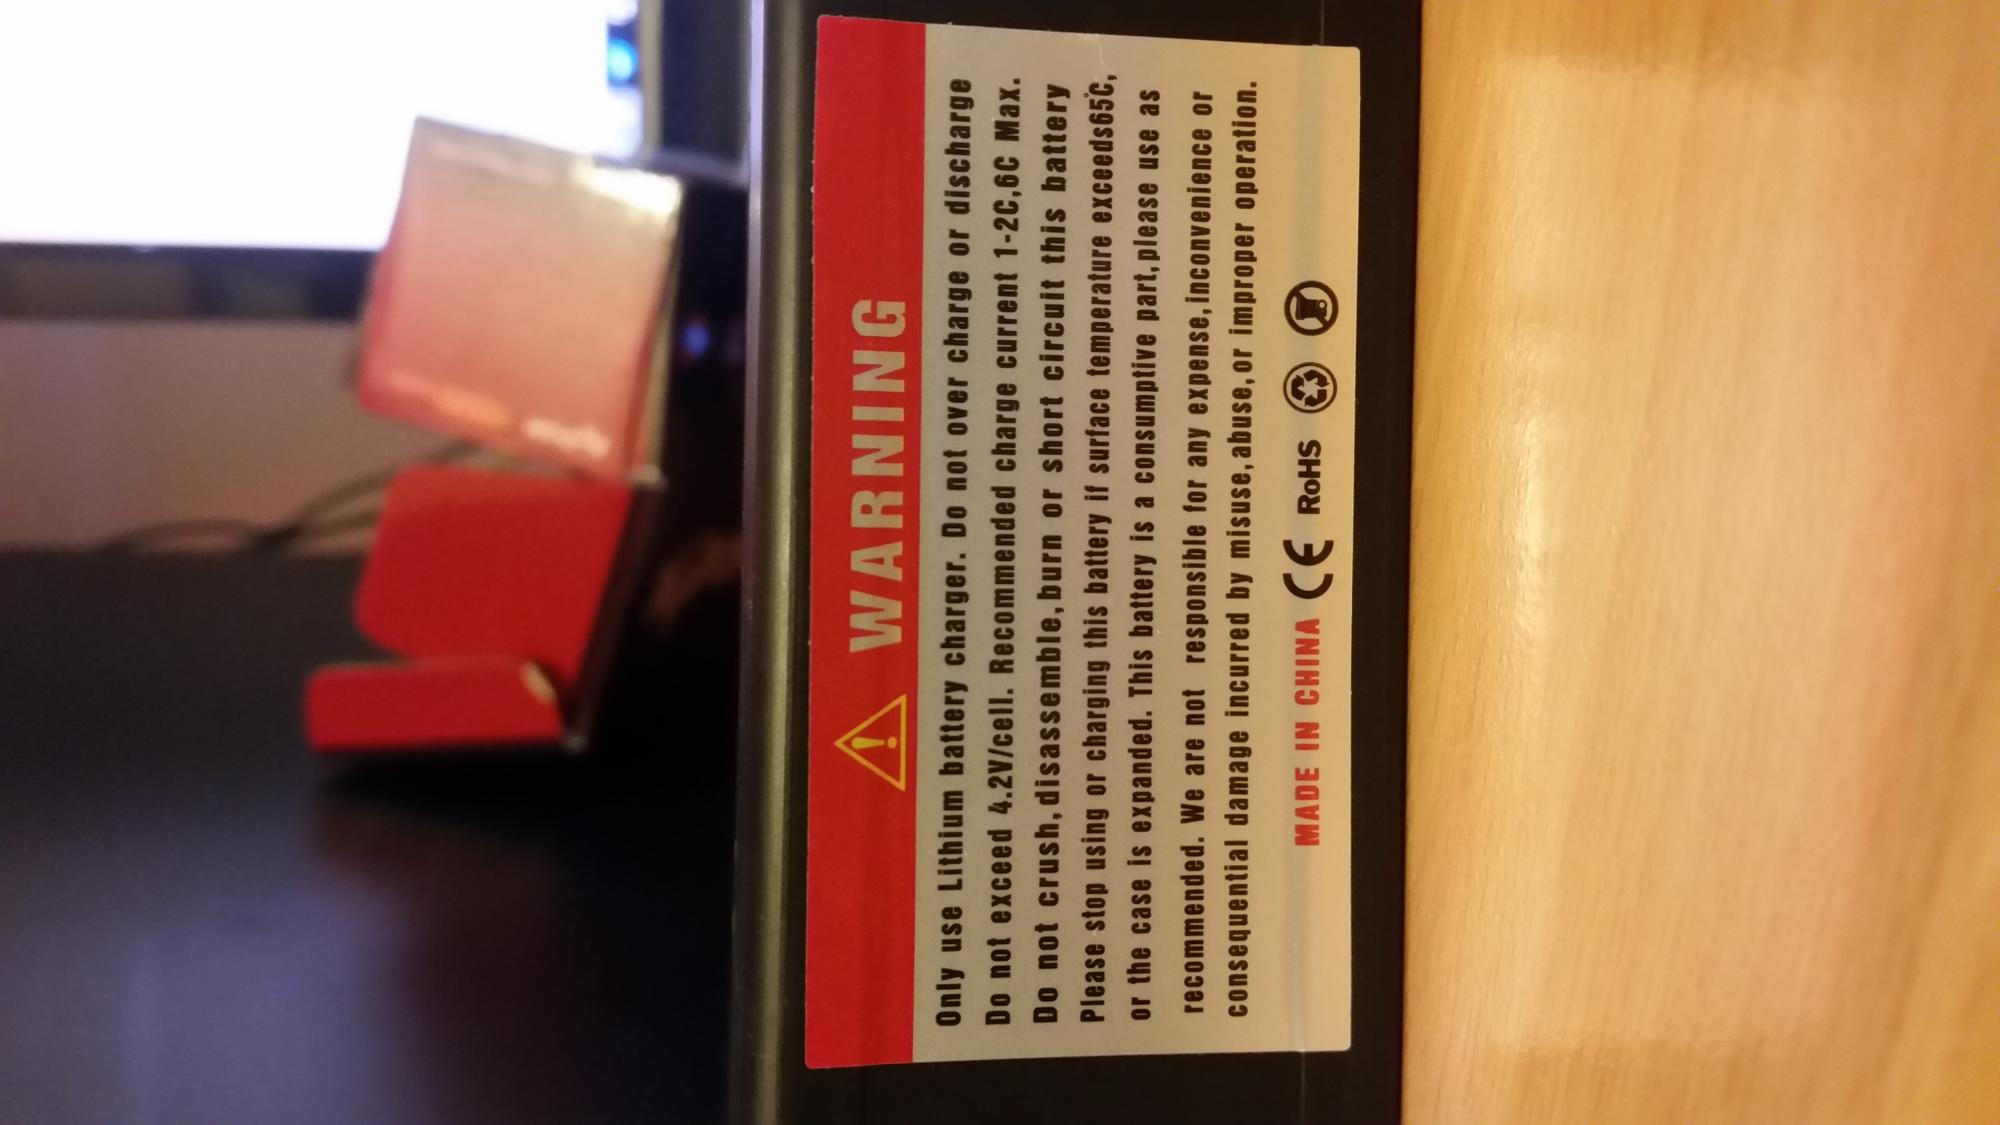 WARNING
Only use Lithium battery charger. Do not over charge or discharge
Do not exceed 4.2V/cell. Recommended charge current 1-2C,6C Max.
Do not crush,disassemble,burn or short circuit this battery
Please stop using or charging this battery if surface temperature exceeds65℃,
or the case is expanded. This battery is a consumptive part,please use as
recommended. We are not responsible for any expense,inconvenience or
consequential damage incurred by misuse,abuse,or improper operation.
MADE IN CHINA CE RoHS